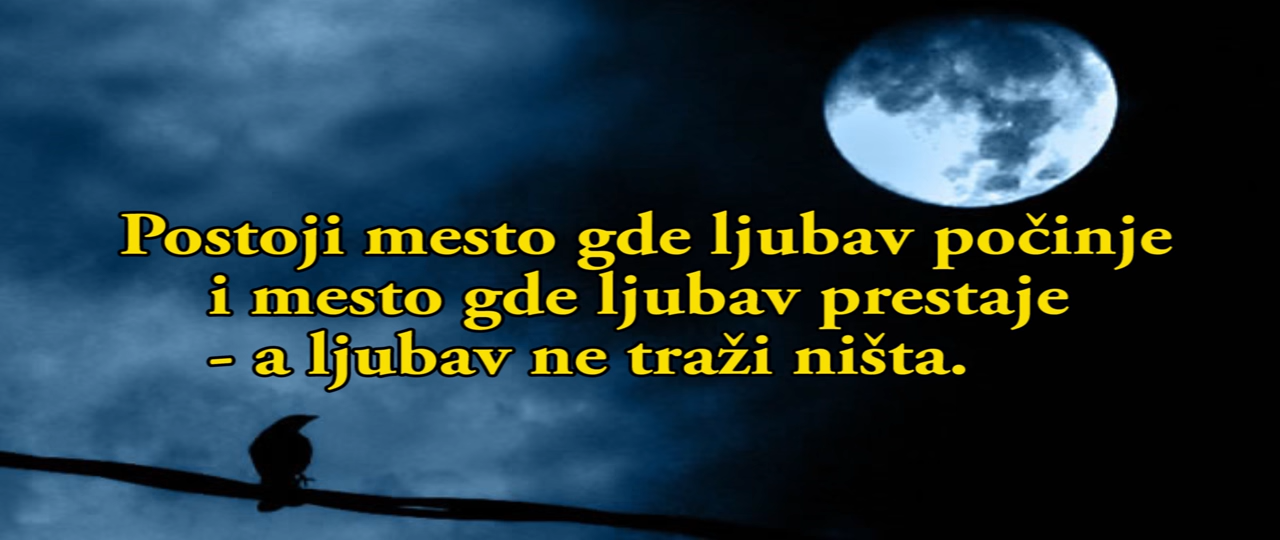 Postoji mesto gde ljubav počinje
i mesto gde ljubav prestaje
- a ljubav ne traži ništa.